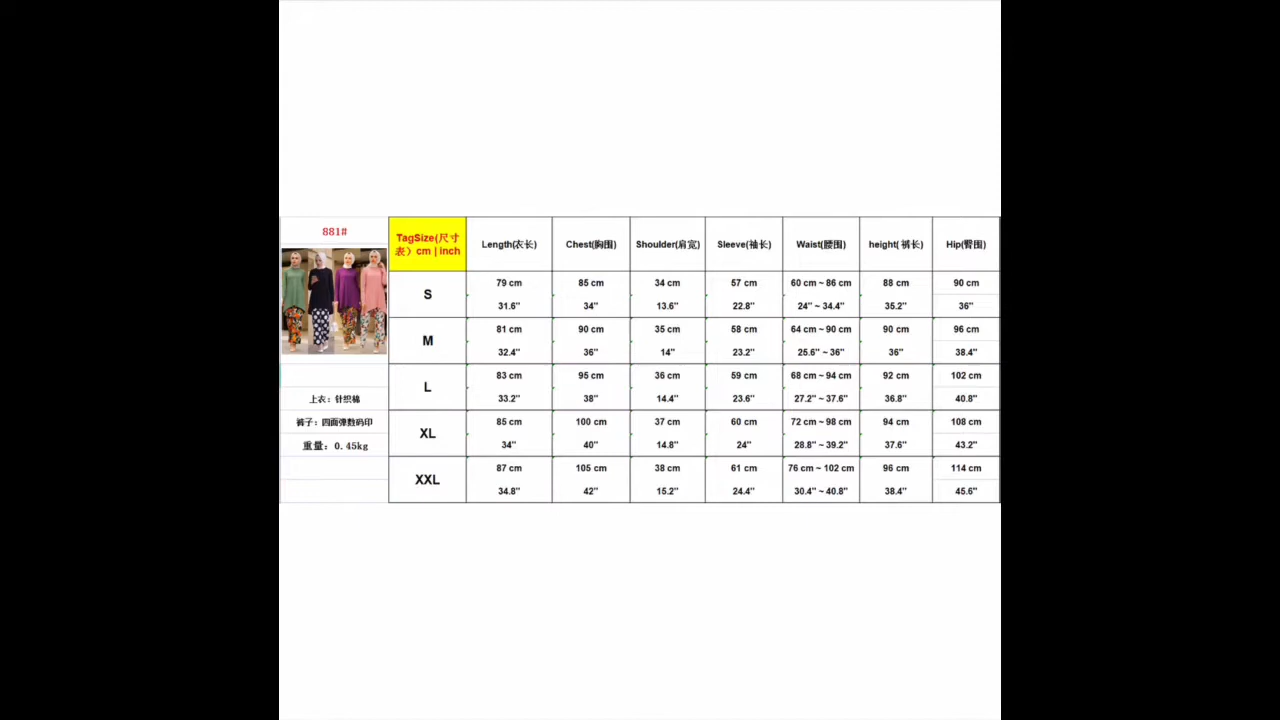 881#
TagSize(尺寸表）cm | inch
Length(衣长) Chest(胸围) Shoulder(肩宽) Sleeve(袖长) Waist(腰围) height( 裤长) Hip(臀围)
S
79 cm 85 cm 34 cm 57 cm 60 cm ~ 86 cm 88 cm 90 cm
31.6" 34" 13.6" 22.8" 24" ~ 34.4" 35.2" 36"
M
81 cm 90 cm 35 cm 58 cm 64 cm ~ 90 cm 90 cm 96 cm
32.4" 36" 14" 23.2" 25.6" ~ 36" 36" 38.4"
L
83 cm 95 cm 36 cm 59 cm 68 cm ~ 94 cm 92 cm 102 cm
33.2" 38" 14.4" 23.6" 27.2" ~ 37.6" 36.8" 40.8"
XL
85 cm 100 cm 37 cm 60 cm 72 cm ~ 98 cm 94 cm 108 cm
34" 40" 14.8" 24" 28.8" ~ 39.2" 37.6" 43.2"
XXL
87 cm 105 cm 38 cm 61 cm 76 cm ~ 102 cm 96 cm 114 cm
34.8" 42" 15.2" 24.4" 30.4" ~ 40.8" 38.4" 45.6"
上衣：针织棉
裤子：四面弹数码印
重量：0.45kg